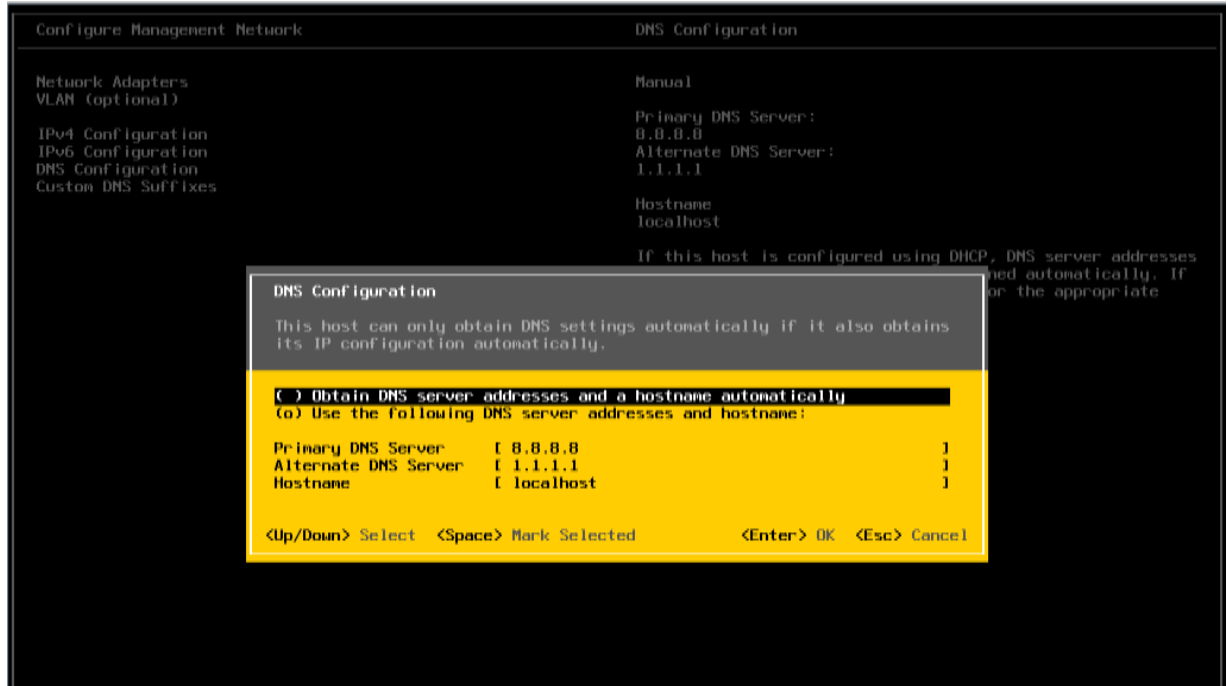 Configure Management Network
DNS Configuration
Network Adapters
VLAN (optional)
IPv4 Configuration
IPv6 Configuration
DNS Configuration
Custom DNS Suffixes
Manual
Primary DNS Server:
8.8.8.8
Alternate DNS Server:
1.1.1.1
Hostname
localhost
If this host is configured using DHCP, DNS server addresses
ned automatically. If
or the appropriate
DNS Configuration
This host can only obtain DNS settings automatically if it also obtains
its IP configuration automatically.
( ) Obtain DNS server addresses and a hostname automatically
(o) Use the following DNS server addresses and hostname:
Primary DNS Server [ 8.8.8.8 ]
Alternate DNS Server [ 1.1.1.1 ]
Hostname [ localhost ]
<Up/Down> Select <Space> Mark Selected <Enter> OK <Esc> Cancel